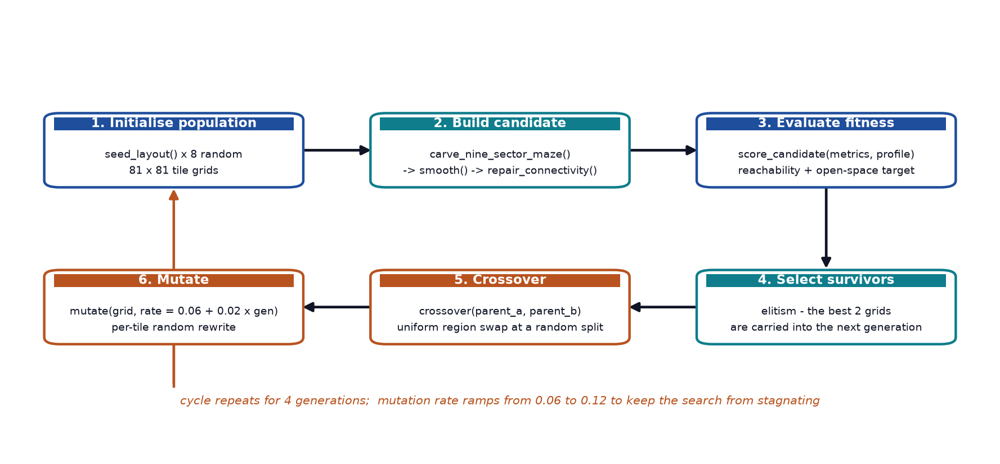 1. Initialise population
seed_layout() x 8 random
81 x 81 tile grids
2. Build candidate
carve_nine_sector_maze()
-> smooth() -> repair_connectivity()
3. Evaluate fitness
score_candidate(metrics, profile)
reachability + open-space target
4. Select survivors
elitism - the best 2 grids
are carried into the next generation
5. Crossover
crossover(parent_a, parent_b)
uniform region swap at a random split
6. Mutate
mutate(grid, rate = 0.06 + 0.02 x gen)
per-tile random rewrite
cycle repeats for 4 generations;  mutation rate ramps from 0.06 to 0.12 to keep the search from stagnating